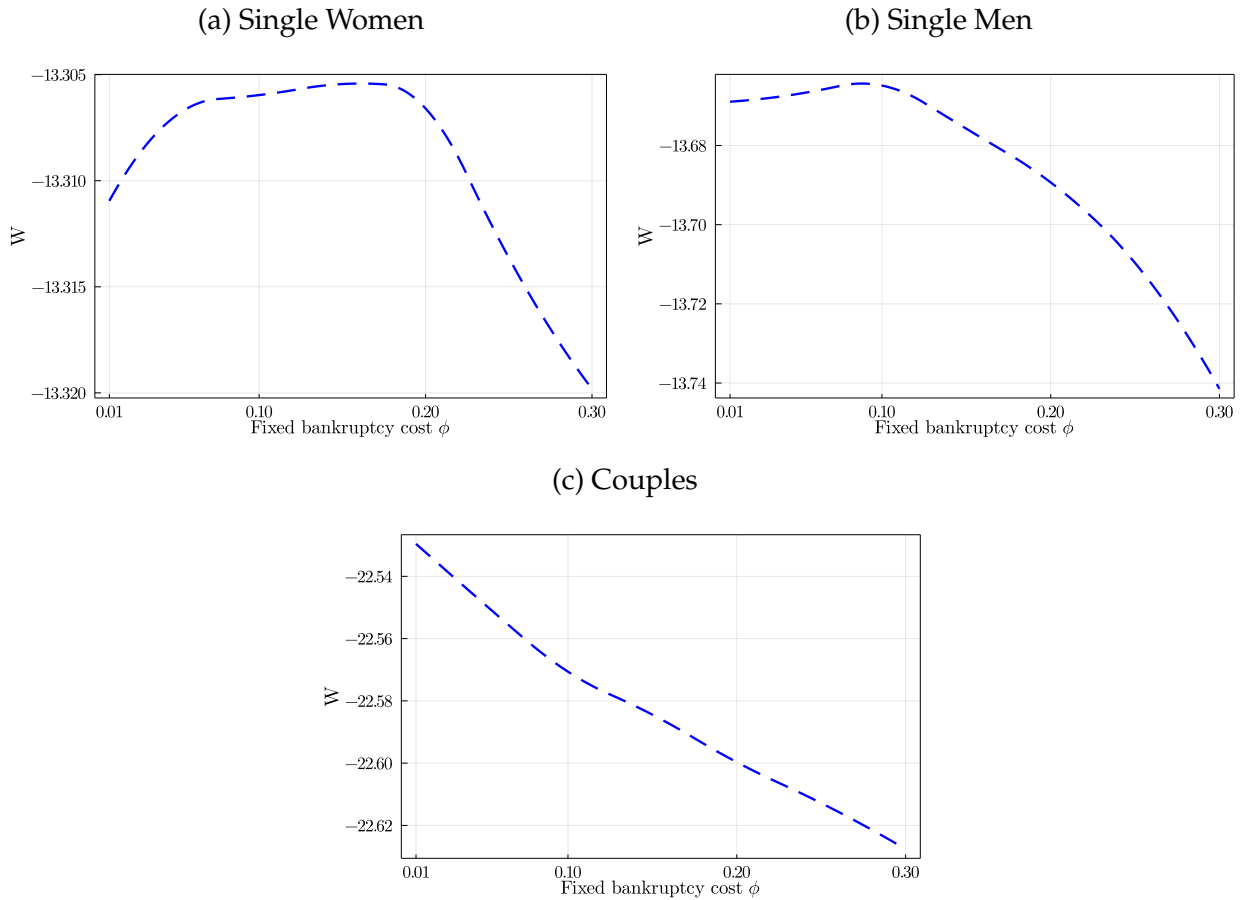 (a) Single Women
−13.305
−13.310
−13.315
−13.320
W
0.01 0.10 0.20 0.30
Fixed bankruptcy cost ϕ
(b) Single Men
−13.68
−13.70
−13.72
−13.74
W
0.01 0.10 0.20 0.30
Fixed bankruptcy cost ϕ
(c) Couples
−22.54
−22.56
−22.58
−22.60
−22.62
W
0.01 0.10 0.20 0.30
Fixed bankruptcy cost ϕ